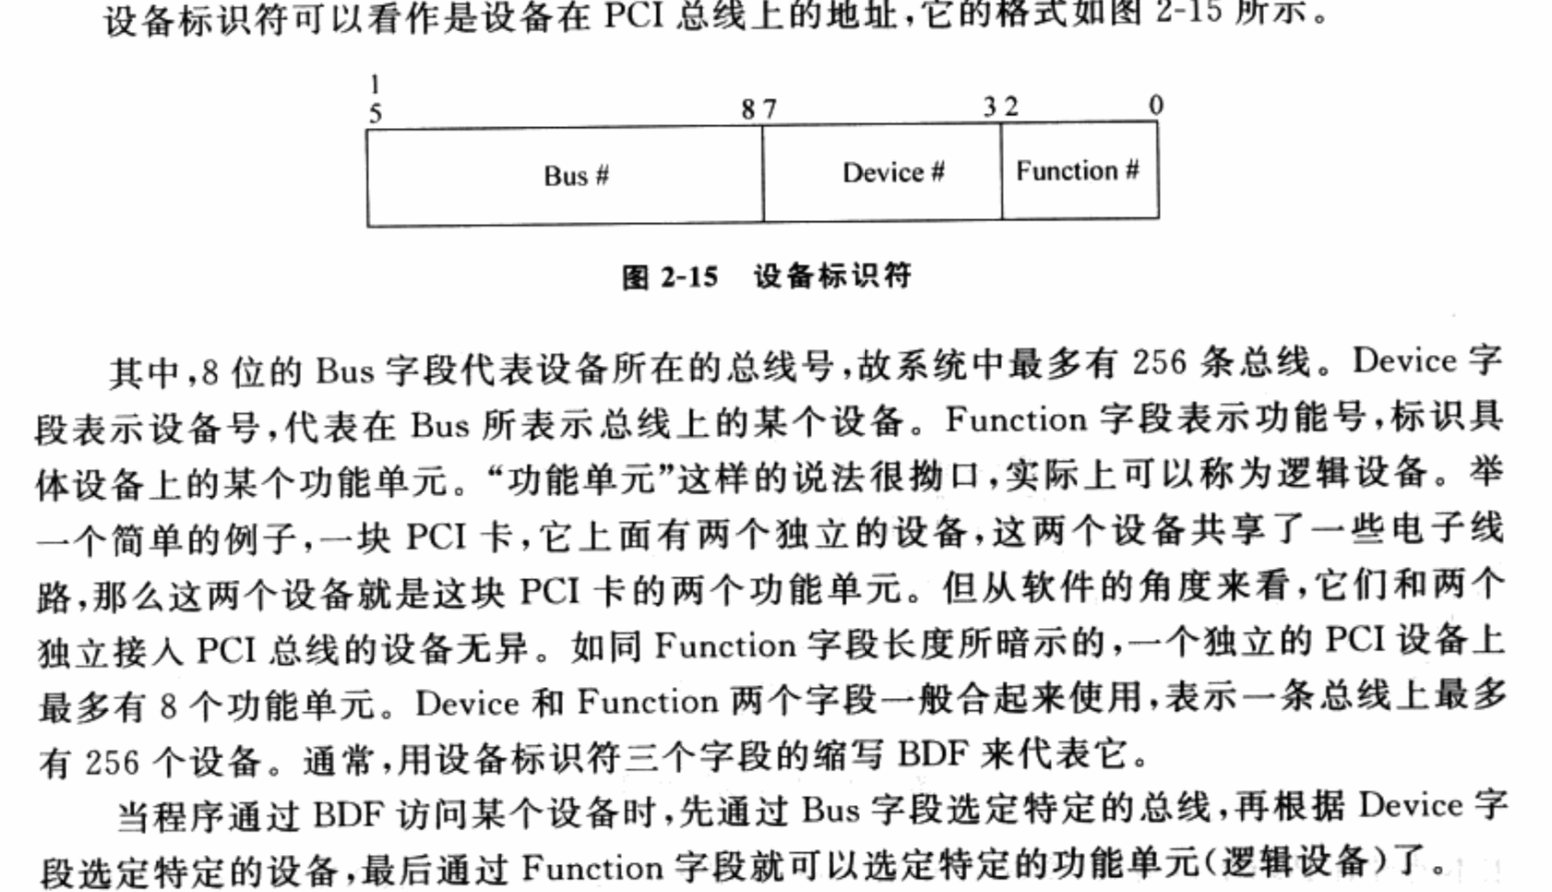 设备标识符可以看作是设备在 PCI 总线上的地址,它的格式如图 2-15 所示。
1
5 8 7 3 2 0
Bus # Device # Function #
图 2-15 设备标识符
其中,8 位的 Bus 字段代表设备所在的总线号,故系统中最多有 256 条总线。Device 字
段表示设备号,代表在 Bus 所表示总线上的某个设备。Function 字段表示功能号,标识具
体设备上的某个功能单元。“功能单元”这样的说法很拗口,实际上可以称为逻辑设备。举
一个简单的例子,一块 PCI 卡,它上面有两个独立的设备,这两个设备共享了一些电子线
路,那么这两个设备就是这块 PCI 卡的两个功能单元。但从软件的角度来看,它们和两个
独立接入 PCI 总线的设备无异。如同 Function 字段长度所暗示的,一个独立的 PCI 设备上
最多有 8 个功能单元。Device 和 Function 两个字段一般合起来使用,表示一条总线上最多
有 256 个设备。通常,用设备标识符三个字段的缩写 BDF 来代表它。
当程序通过 BDF 访问某个设备时,先通过 Bus 字段选定特定的总线,再根据 Device 字
段选定特定的设备,最后通过 Function 字段就可以选定特定的功能单元(逻辑设备)了。